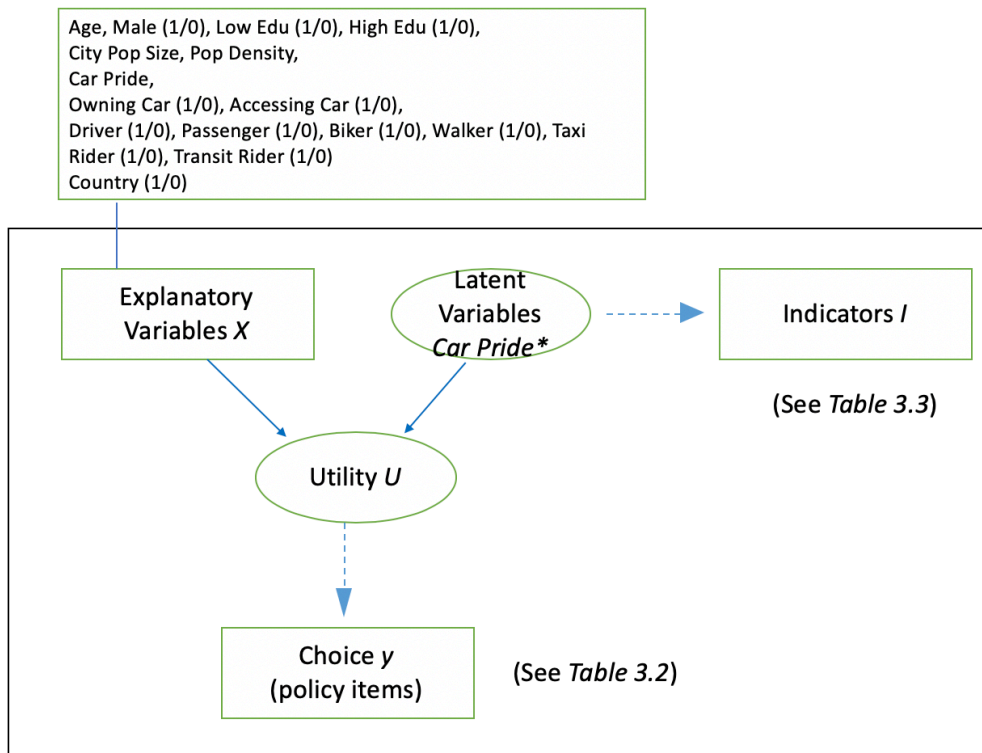 Age, Male (1/0), Low Edu (1/0), High Edu (1/0),
City Pop Size, Pop Density,
Car Pride,
Owning Car (1/0), Accessing Car (1/0),
Driver (1/0), Passenger (1/0), Biker (1/0), Walker (1/0), Taxi
Rider (1/0), Transit Rider (1/0)
Country (1/0)
Explanatory
Variables X
Latent
Variables
Car Pride*
Indicators I
(See Table 3.3)
Utility U
Choice y
(policy items)
(See Table 3.2)